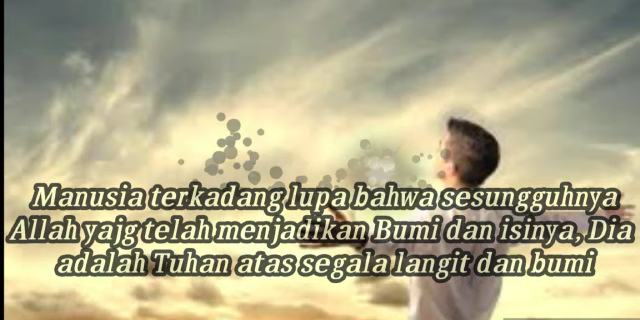 Manusia terkadang lupa bahwa sesungguhnya
Allah yajg telah menjadikan Bumi dan isinya, Dia
adalah Tuhan atas segala langit dan bumi